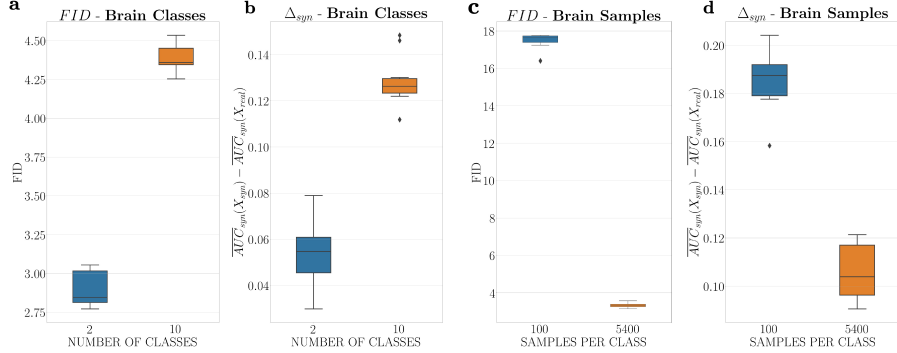 a
FID - Brain Classes
4.50
4.25
4.00
3.75
3.50
3.25
3.00
2.75
FID
2
10
NUMBER OF CLASSES
b
Δsyn - Brain Classes
0.14
0.12
0.10
0.08
0.06
0.04
AUCsyn(Xsyn) − AUCsyn(Xreal)
2
10
NUMBER OF CLASSES
c
FID - Brain Samples
18
16
14
12
10
8
6
4
FID
100
5400
SAMPLES PER CLASS
d
Δsyn - Brain Samples
0.20
0.18
0.16
0.14
0.12
0.10
AUCsyn(Xsyn) − AUCsyn(Xreal)
100
5400
SAMPLES PER CLASS